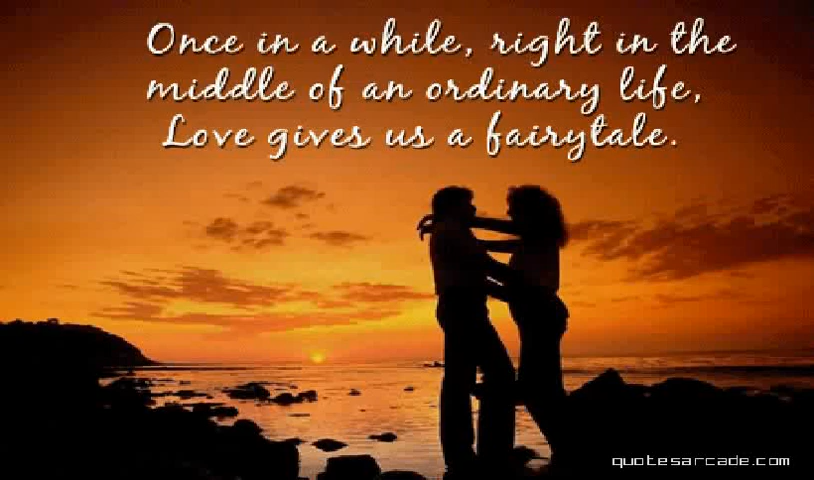 Once in a while, right in the
middle of an ordinary life,
Love gives us a fairytale.
quotesarcade.com